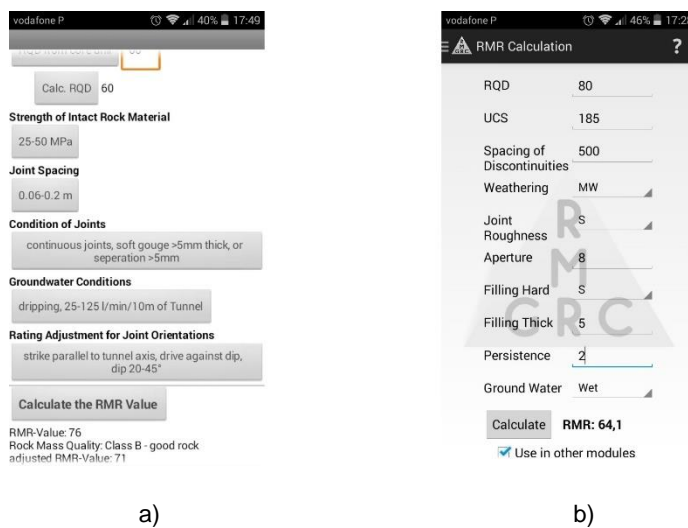 vodafone P 40% 17:49
Calc. RQD 60
Strength of Intact Rock Material
25-50 MPa
Joint Spacing
0.06-0.2 m
Condition of Joints
continuous joints, soft gouge >5mm thick, or
seperation >5mm
Groundwater Conditions
dripping, 25-125 l/min/10m of Tunnel
Rating Adjustment for Joint Orientations
strike parallel to tunnel axis, drive against dip,
dip 20-45°
Calculate the RMR Value
RMR-Value: 76
Rock Mass Quality: Class B - good rock
adjusted RMR-Value: 71
a)
vodafone P 46% 17:28
RMR Calculation ?
RQD 80
UCS 185
Spacing of 500
Discontinuities
Weathering MW
Joint S
Roughness
Aperture 8
Filling Hard S
Filling Thick 5
Persistence 2
Ground Water Wet
Calculate RMR: 64,1
Use in other modules
R
M
GRC
b)